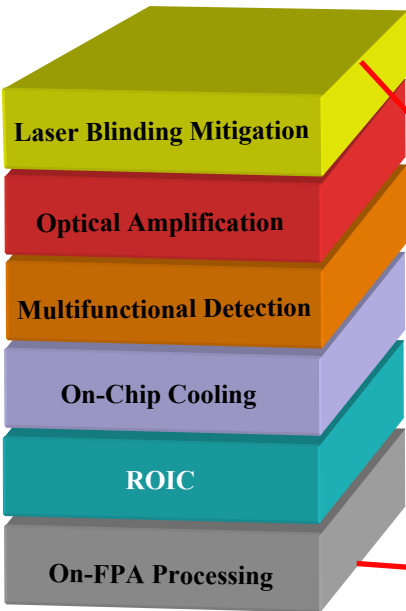 Laser Blinding Mitigation
Optical Amplification
Multifunctional Detection
On-Chip Cooling
ROIC
On-FPA Processing